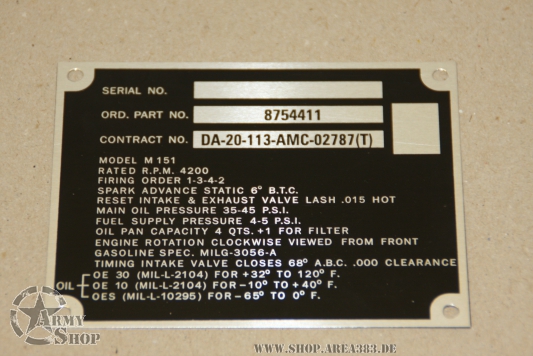 SERIAL NO.
ORD. PART NO. 8754411
CONTRACT NO. DA-20-113-AMC-02787(T)
MODEL M 151
RATED R.P.M. 4200
FIRING ORDER 1-3-4-2
SPARK ADVANCE STATIC 6° B.T.C.
RESET INTAKE & EXHAUST VALVE LASH .015 HOT
MAIN OIL PRESSURE 35-45 P.S.I.
FUEL SUPPLY PRESSURE 4-5 P.S.I.
OIL PAN CAPACITY 4 QTS. +1 FOR FILTER
ENGINE ROTATION CLOCKWISE VIEWED FROM FRONT
GASOLINE SPEC. MILG-3056-A
TIMING INTAKE VALVE CLOSES 68° A.B.C. .000 CLEARANCE
OIL
OE 30 (MIL-L-2104) FOR +32° TO 120° F.
OE 10 (MIL-L-2104) FOR -10° TO +40° F.
OES (MIL-L-10295) FOR -65° TO 0° F.
ARMY
SHOP
WWW.SHOP.AREA383.DE